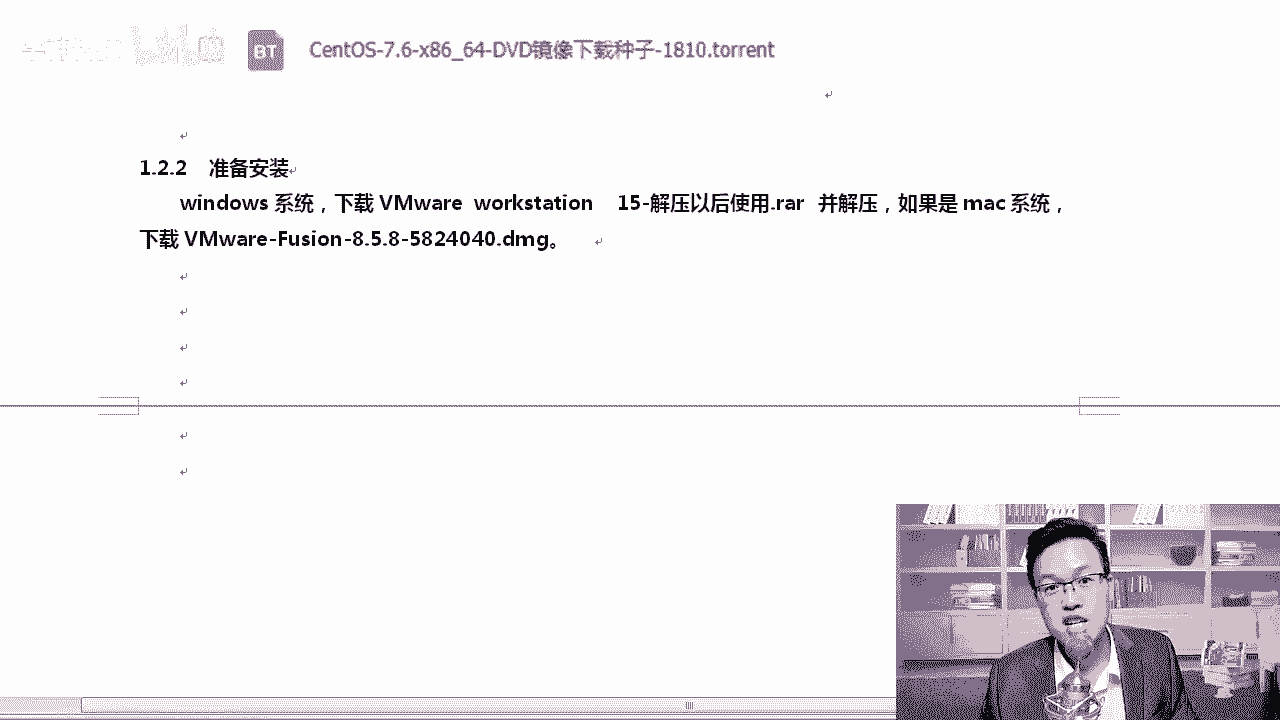 BT CentOS-7.6-x86_64-DVD镜像下载种子-1810.torrent
1.2.2 准备安装
windows 系统，下载 VMware workstation 15-解压以后使用.rar 并解压，如果是 mac 系统，
下载 VMware-Fusion-8.5.8-5824040.dmg。